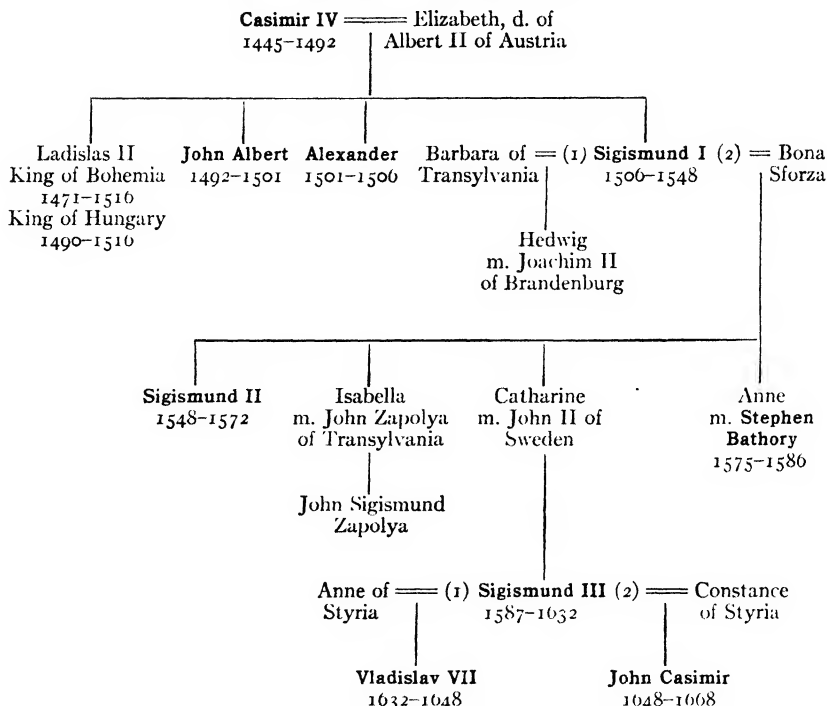 Casimir IV ═══ Elizabeth, d. of
1445–1492 Albert II of Austria
Ladislas II
King of Bohemia
1471–1516
King of Hungary
1490–1516
John Albert
1492–1501
Alexander
1501–1506
Barbara of = (1) Sigismund I (2) = Bona
Transylvania 1506–1548 Sforza
Hedwig
m. Joachim II
of Brandenburg
Sigismund II
1548–1572
Isabella
m. John Zapolya
of Transylvania
Catharine
m. John II of
Sweden
Anne
m. Stephen
Bathory
1575–1586
John Sigismund
Zapolya
Anne of ═══ (1) Sigismund III (2) ═══ Constance
Styria 1587–1632 of Styria
Vladislav VII
1632–1648
John Casimir
1648–1668